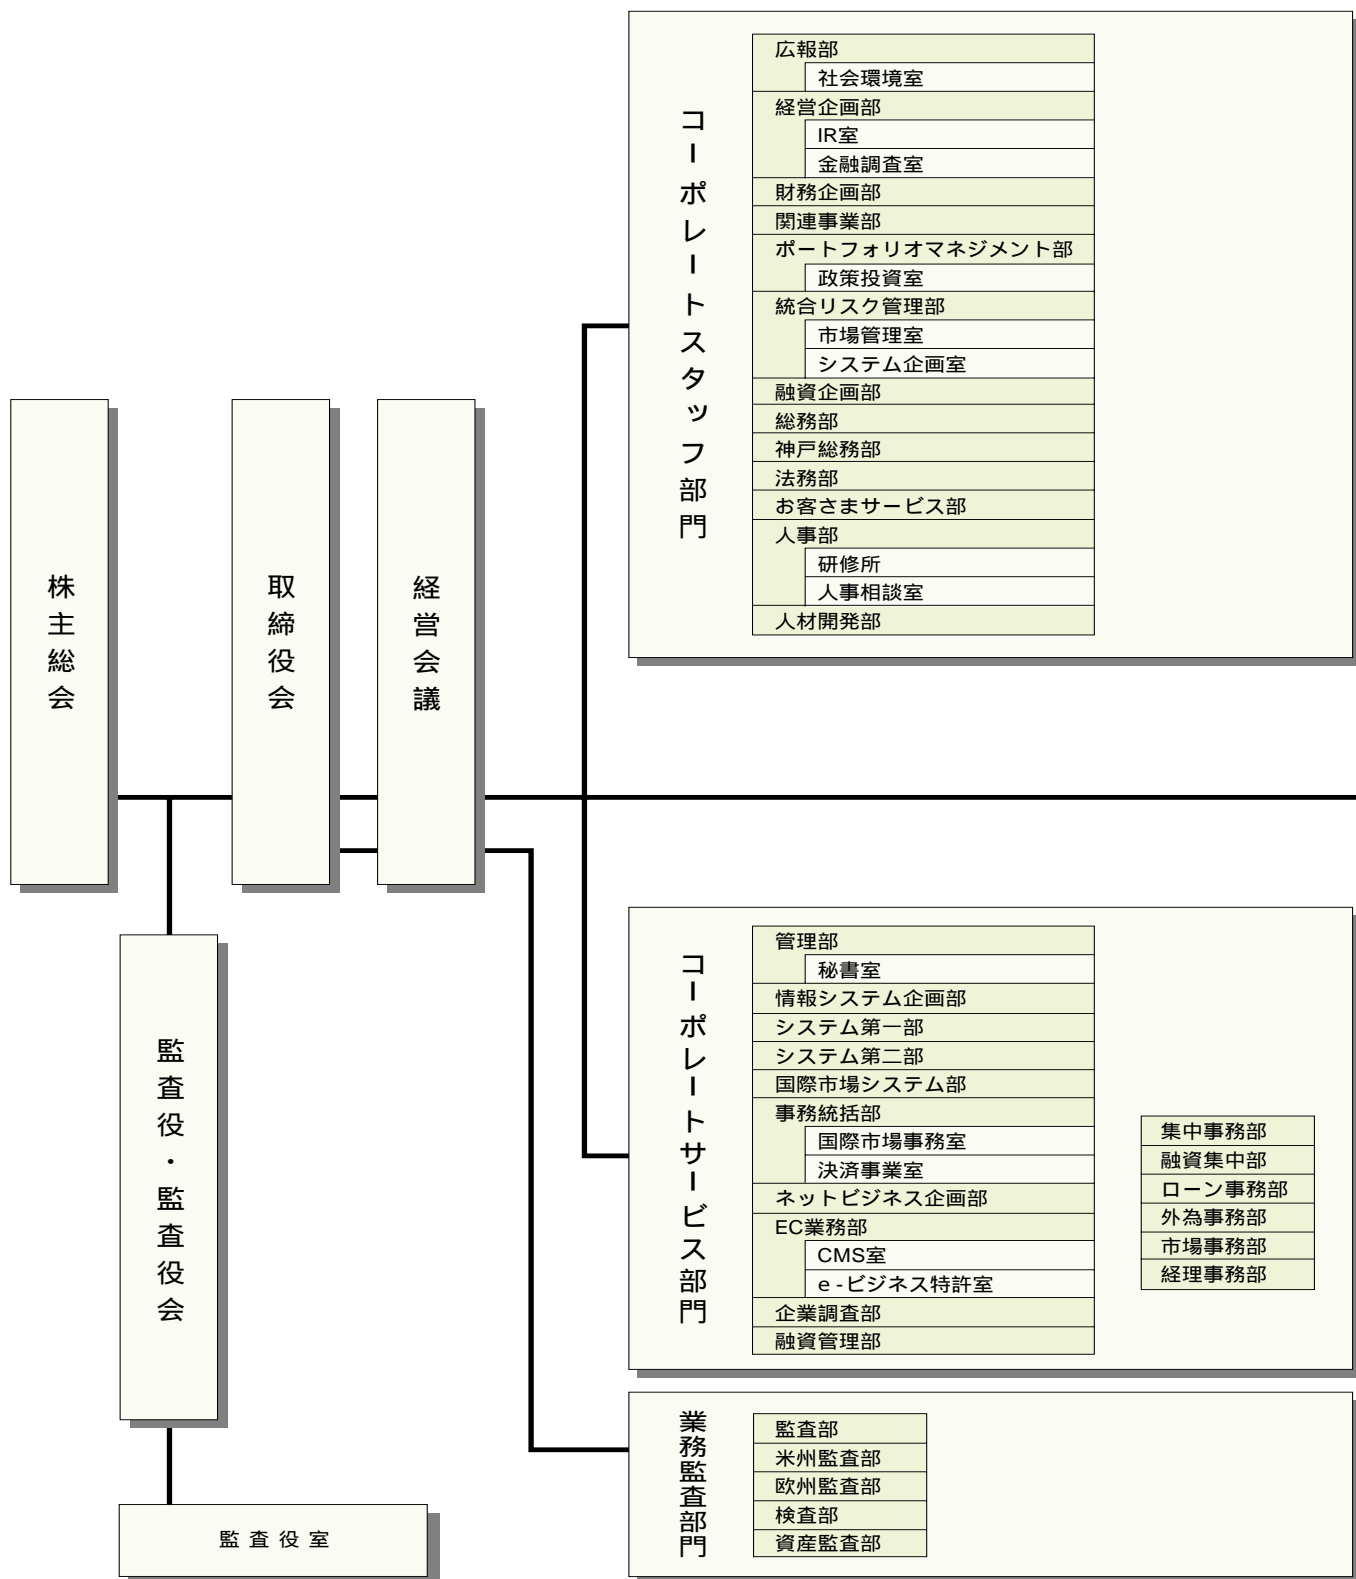 株主総会
取締役会
経営会議
監査役・監査役会
監査役室
コーポレートスタッフ部門
広報部
社会環境室
経営企画部
IR室
金融調査室
財務企画部
関連事業部
ポートフォリオマネジメント部
政策投資室
統合リスク管理部
市場管理室
システム企画室
融資企画部
総務部
神戸総務部
法務部
お客さまサービス部
人事部
研修所
人事相談室
人材開発部
コーポレートサービス部門
管理部
秘書室
情報システム企画部
システム第一部
システム第二部
国際市場システム部
事務統括部
国際市場事務室
決済事業室
ネットビジネス企画部
EC業務部
CMS室
e-ビジネス特許室
企業調査部
融資管理部
集中事務部
融資集中部
ローン事務部
外為事務部
市場事務部
経理事務部
業務監査部門
監査部
米州監査部
欧州監査部
検査部
資産監査部